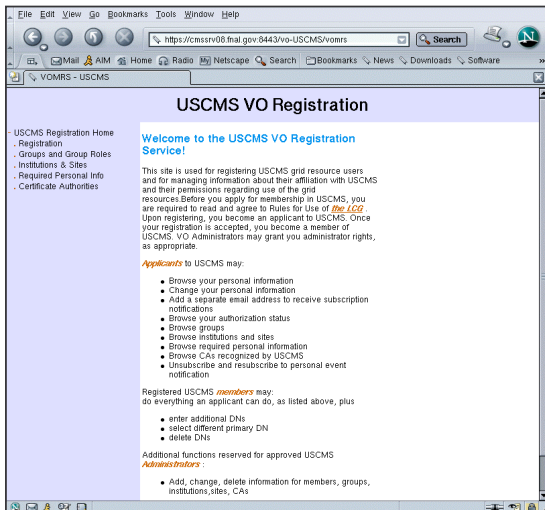 File Edit View Go Bookmarks Tools Window Help
https://cmssrv08.fnal.gov:8443/vo-USCMS/vomrs
Search
Mail AIM Home Radio My Netscape Search Bookmarks News Downloads Software
VOMRS - USCMS
USCMS VO Registration
USCMS Registration Home
. Registration
. Groups and Group Roles
. Institutions & Sites
. Required Personal Info
. Certificate Authorities
Welcome to the USCMS VO Registration
Service!
This site is used for registering USCMS grid resource users
and for managing information about their affiliation with USCMS
and their permissions regarding use of the grid
resources.Before you apply for membership in USCMS, you
are required to read and agree to Rules for Use of the LCG .
Upon registering, you become an applicant to USCMS. Once
your registration is accepted, you become a member of
USCMS. VO Administrators may grant you administrator rights,
as appropriate.
Applicants to USCMS may:
• Browse your personal information
• Change your personal information
• Add a separate email address to receive subscription
notifications
• Browse your authorization status
• Browse groups
• Browse institutions and sites
• Browse required personal information
• Browse CAs recognized by USCMS
• Unsubscribe and resubscribe to personal event
notification
Registered USCMS members may:
do everything an applicant can do, as listed above, plus
• enter additional DNs
• select different primary DN
• delete DNs
Additional functions reserved for approved USCMS
Administrators :
• Add, change, delete information for members, groups,
institutions,sites, CAs